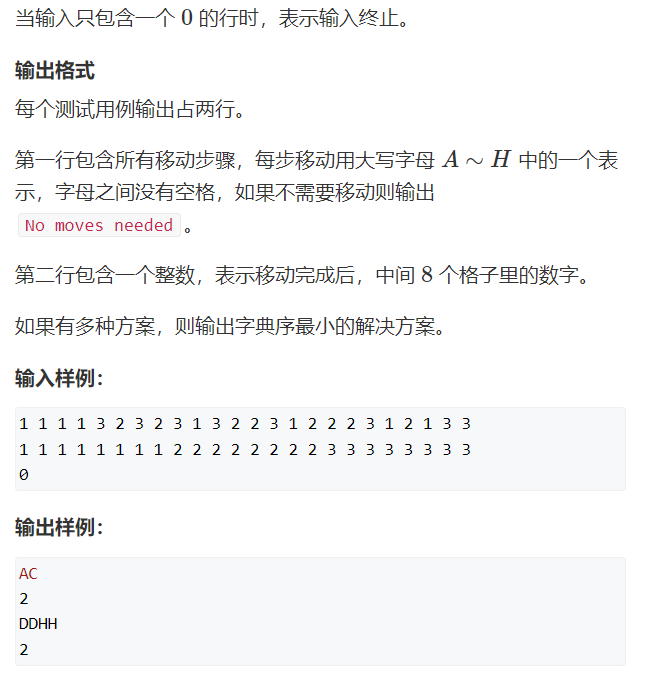 当输入只包含一个 0 的行时，表示输入终止。
输出格式
每个测试用例输出占两行。
第一行包含所有移动步骤，每步移动用大写字母 A ∼ H 中的一个表
示，字母之间没有空格，如果不需要移动则输出
No moves needed 。
第二行包含一个整数，表示移动完成后，中间 8 个格子里的数字。
如果有多种方案，则输出字典序最小的解决方案。
输入样例：
1 1 1 1 3 2 3 2 3 1 3 2 2 3 1 2 2 2 3 1 2 1 3 3
1 1 1 1 1 1 1 1 2 2 2 2 2 2 2 2 3 3 3 3 3 3 3 3
0
输出样例：
AC
2
DDHH
2